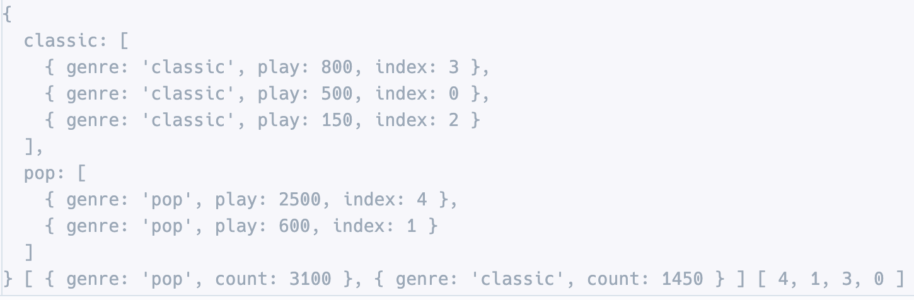 {
  classic: [
    { genre: 'classic', play: 800, index: 3 },
    { genre: 'classic', play: 500, index: 0 },
    { genre: 'classic', play: 150, index: 2 }
  ],
  pop: [
    { genre: 'pop', play: 2500, index: 4 },
    { genre: 'pop', play: 600, index: 1 }
  ]
} [ { genre: 'pop', count: 3100 }, { genre: 'classic', count: 1450 } ] [ 4, 1, 3, 0 ]